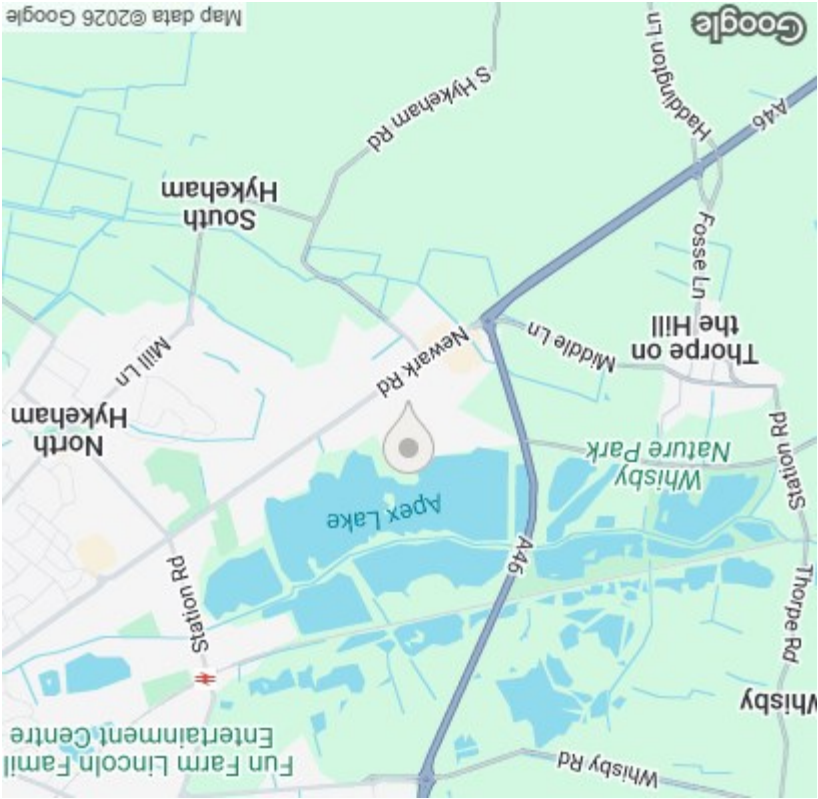 Whisby Rd
Fun Farm Lincoln Famil
Entertainment Centre
Whisby
Thorpe Rd
Station Rd
A46
Apex Lake
Whisby
Nature Park
Station Rd
North
Hykeham
Newark Rd
Mill Ln
Thorpe on
the Hill
Middle Ln
Fosse Ln
South
Hykeham
A46
Haddington Ln
S Hykeham Rd
Google
Map data ©2026 Google